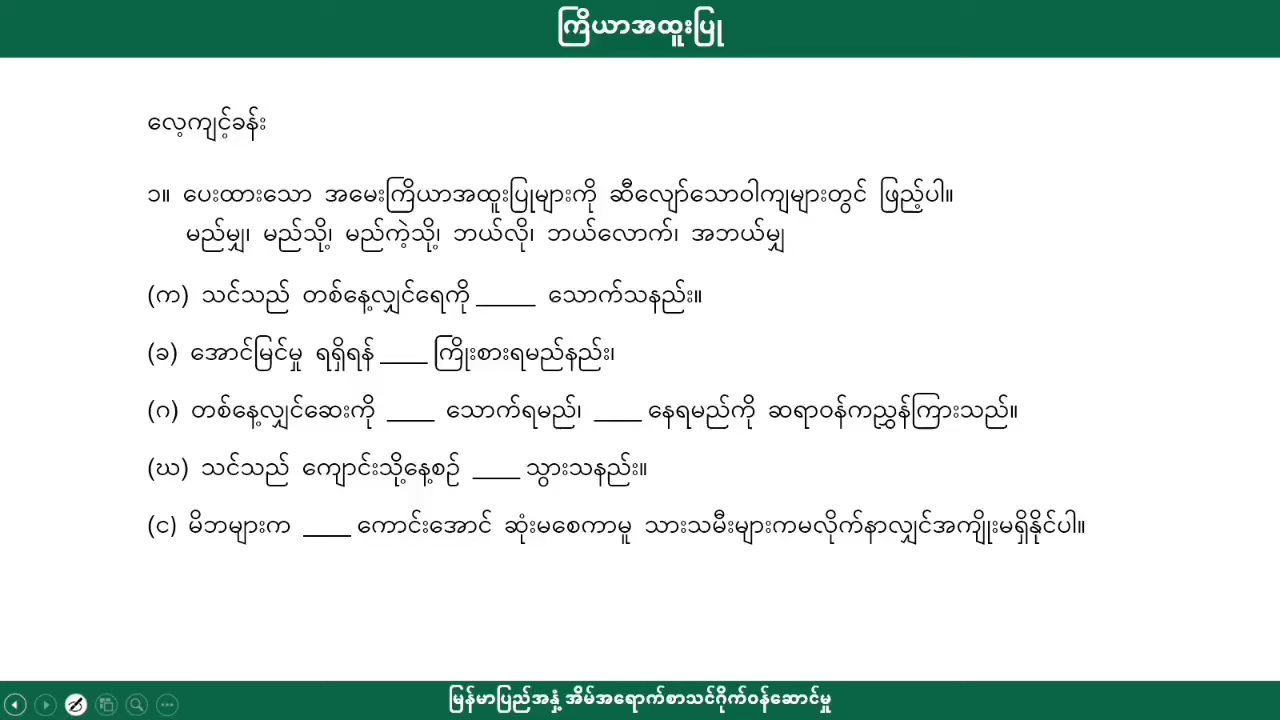 ကြိယာအထူးပြု
လေ့ကျင့်ခန်း
၁။ ပေးထားသော အမေးကြိယာအထူးပြုများကို ဆီလျော်သောဝါကျများတွင် ဖြည့်ပါ။
မည်မျှ၊ မည်သို့၊ မည်ကဲ့သို့၊ ဘယ်လို၊ ဘယ်လောက်၊ အဘယ်မျှ
(က) သင်သည် တစ်နေ့လျှင်ရေကို _____ သောက်သနည်း။
(ခ) အောင်မြင်မှု ရရှိရန် ____ ကြိုးစားရမည်နည်း၊
(ဂ) တစ်နေ့လျှင်ဆေးကို ____ သောက်ရမည်၊ ____ နေရမည်ကို ဆရာဝန်ကညွှန်ကြားသည်။
(ဃ) သင်သည် ကျောင်းသို့နေ့စဉ် ____ သွားသနည်း။
(င) မိဘများက ____ ကောင်းအောင် ဆုံးမစေကာမူ သားသမီးများကမလိုက်နာလျှင်အကျိုးမရှိနိုင်ပါ။
မြန်မာပြည်အနှံ့ အိမ်အရောက်စာသင်ဂိုက်ဝန်ဆောင်မှု